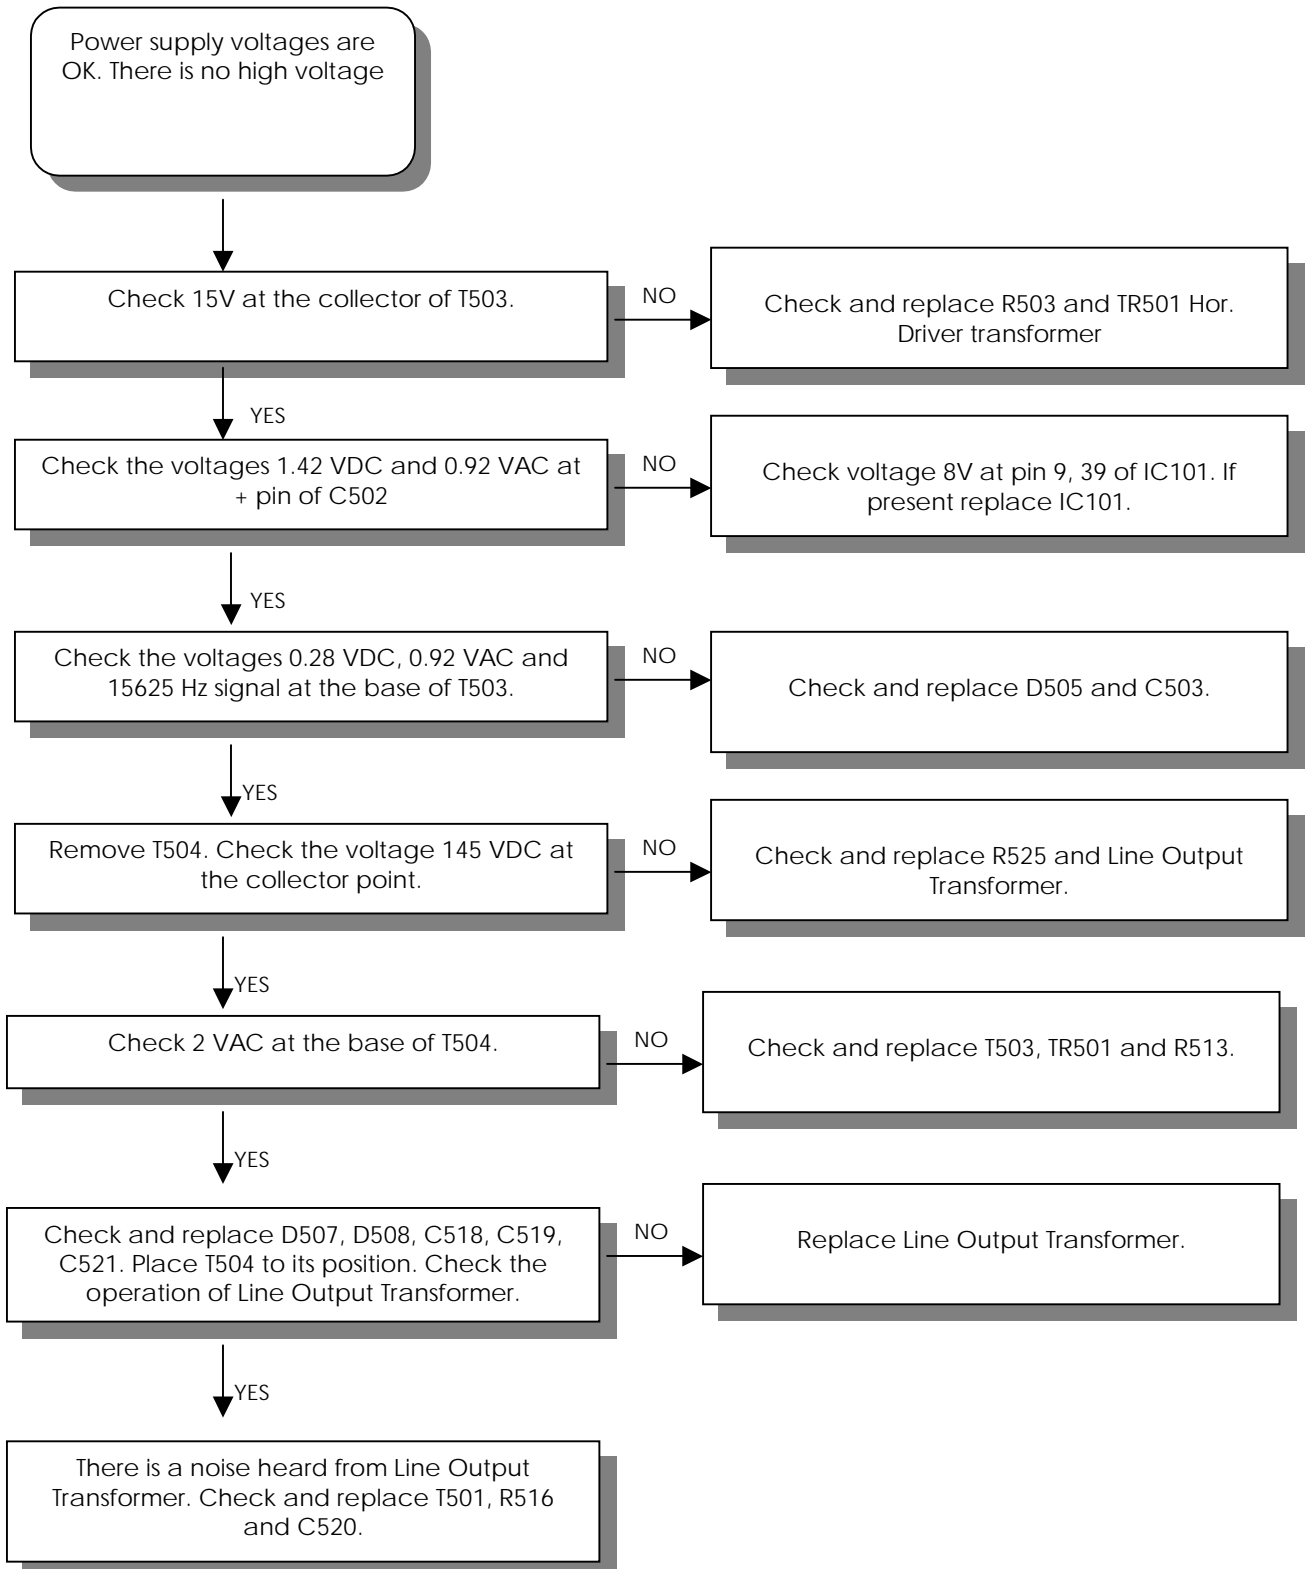 Power supply voltages are
OK. There is no high voltage
Check 15V at the collector of T503.
NO
Check and replace R503 and TR501 Hor.
Driver transformer
YES
Check the voltages 1.42 VDC and 0.92 VAC at
+ pin of C502
NO
Check voltage 8V at pin 9, 39 of IC101. If
present replace IC101.
YES
Check the voltages 0.28 VDC, 0.92 VAC and
15625 Hz signal at the base of T503.
NO
Check and replace D505 and C503.
YES
Remove T504. Check the voltage 145 VDC at
the collector point.
NO
Check and replace R525 and Line Output
Transformer.
YES
Check 2 VAC at the base of T504.
NO
Check and replace T503, TR501 and R513.
YES
Check and replace D507, D508, C518, C519,
C521. Place T504 to its position. Check the
operation of Line Output Transformer.
NO
Replace Line Output Transformer.
YES
There is a noise heard from Line Output
Transformer. Check and replace T501, R516
and C520.